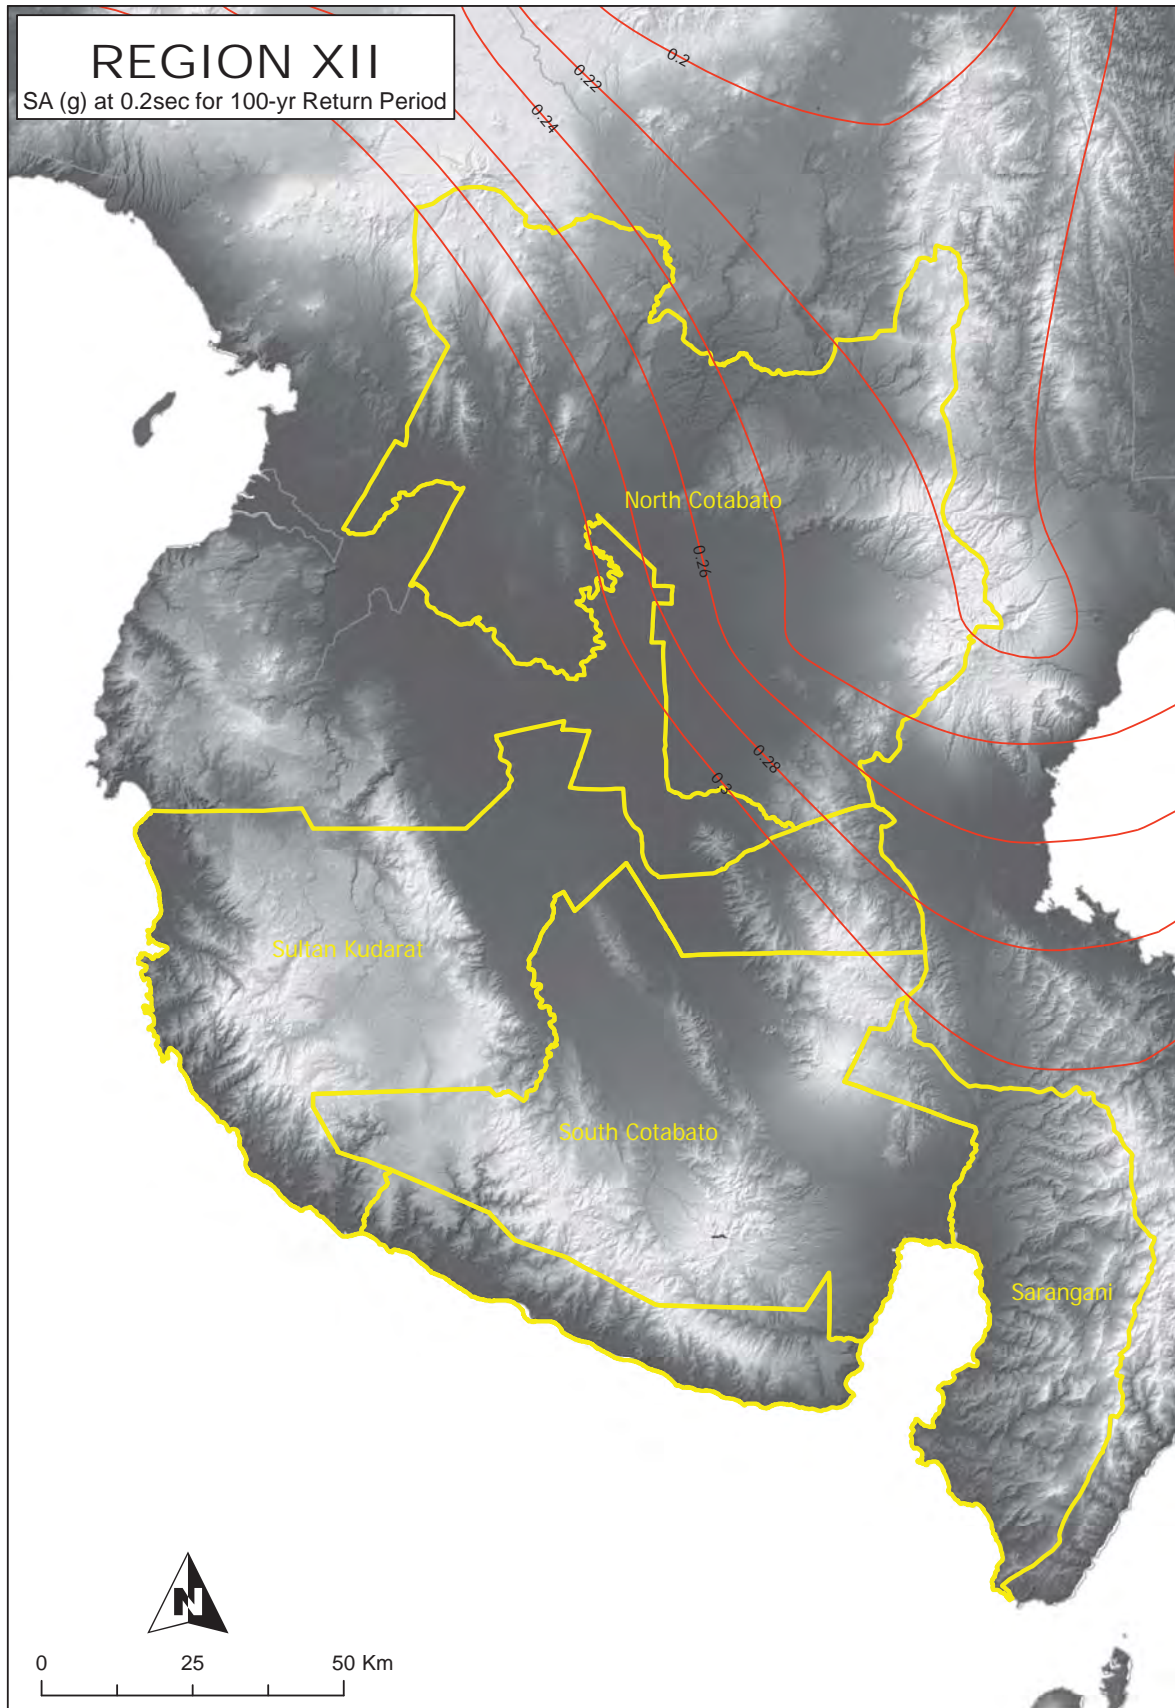 REGION XII
SA (g) at 0.2sec for 100-yr Return Period
0.2
0.22
0.24
North Cotabato
0.26
0.28
0.3
Sultan Kudarat
South Cotabato
Sarangani
N
0 25 50 Km